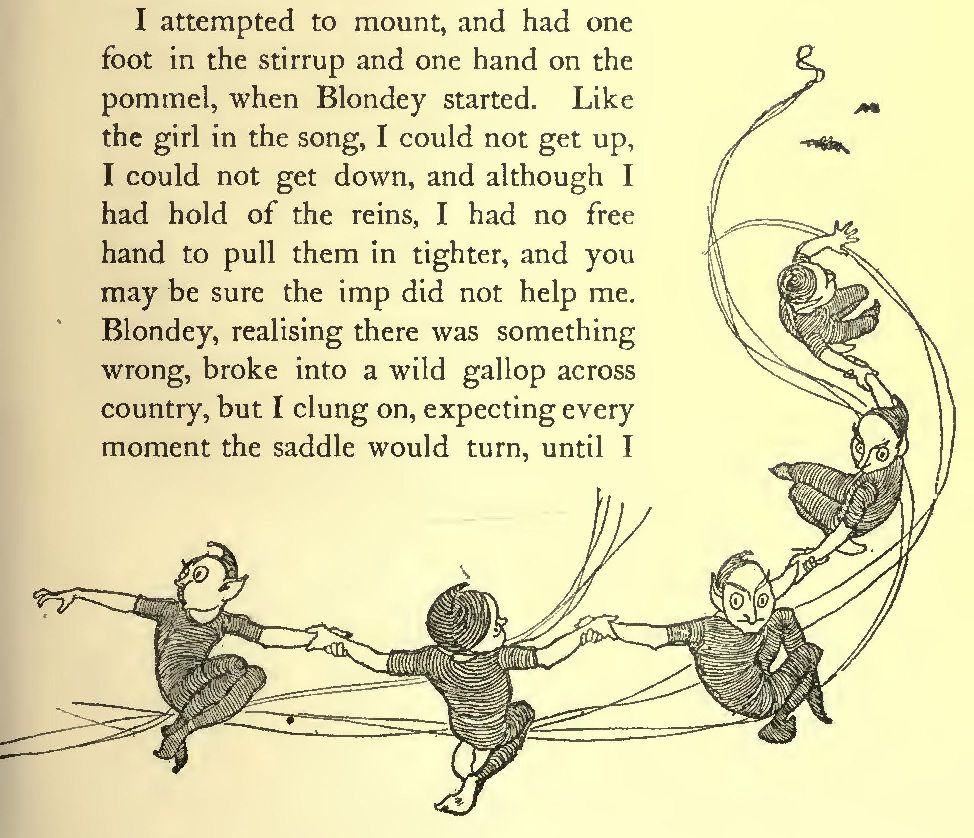 I attempted to mount, and had one
foot in the stirrup and one hand on the
pommel, when Blondey started. Like
the girl in the song, I could not get up,
I could not get down, and although I
had hold of the reins, I had no free
hand to pull them in tighter, and you
may be sure the imp did not help me.
Blondey, realising there was something
wrong, broke into a wild gallop across
country, but I clung on, expecting every
moment the saddle would turn, until I